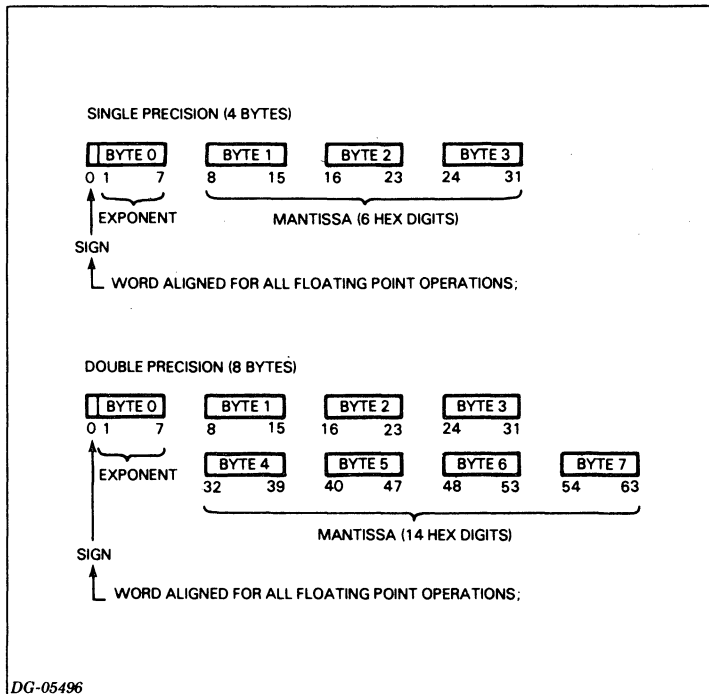 SINGLE PRECISION (4 BYTES)
BYTE 0 BYTE 1 BYTE 2 BYTE 3
0 1 7 8 15 16 23 24 31
EXPONENT MANTISSA (6 HEX DIGITS)
SIGN
WORD ALIGNED FOR ALL FLOATING POINT OPERATIONS;
DOUBLE PRECISION (8 BYTES)
BYTE 0 BYTE 1 BYTE 2 BYTE 3
0 1 7 8 15 16 23 24 31
EXPONENT BYTE 4 BYTE 5 BYTE 6 BYTE 7
32 39 40 47 48 53 54 63
MANTISSA (14 HEX DIGITS)
SIGN
WORD ALIGNED FOR ALL FLOATING POINT OPERATIONS;
DG-05496